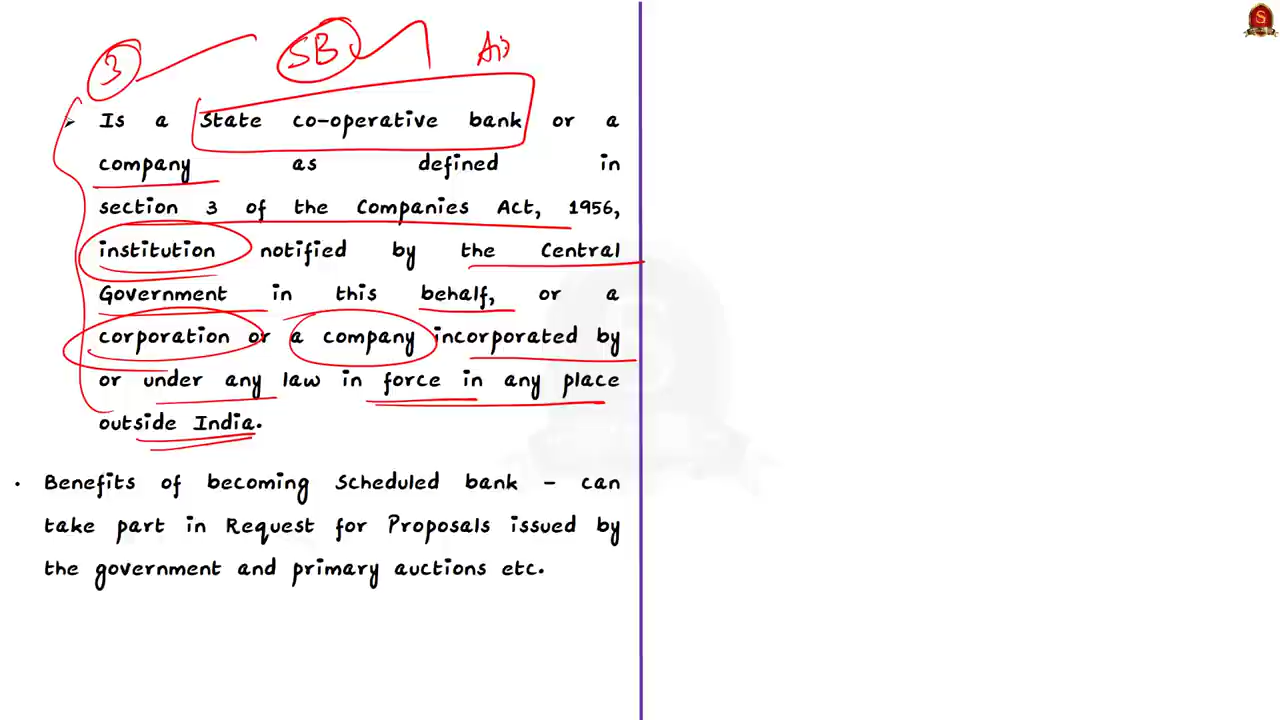 3 SB
Is a State co-operative bank or a
company as defined in
section 3 of the Companies Act, 1956,
institution notified by the Central
Government in this behalf, or a
corporation or a company incorporated by
or under any law in force in any place
outside India.
• Benefits of becoming Scheduled bank – can
take part in Request for Proposals issued by
the government and primary auctions etc.